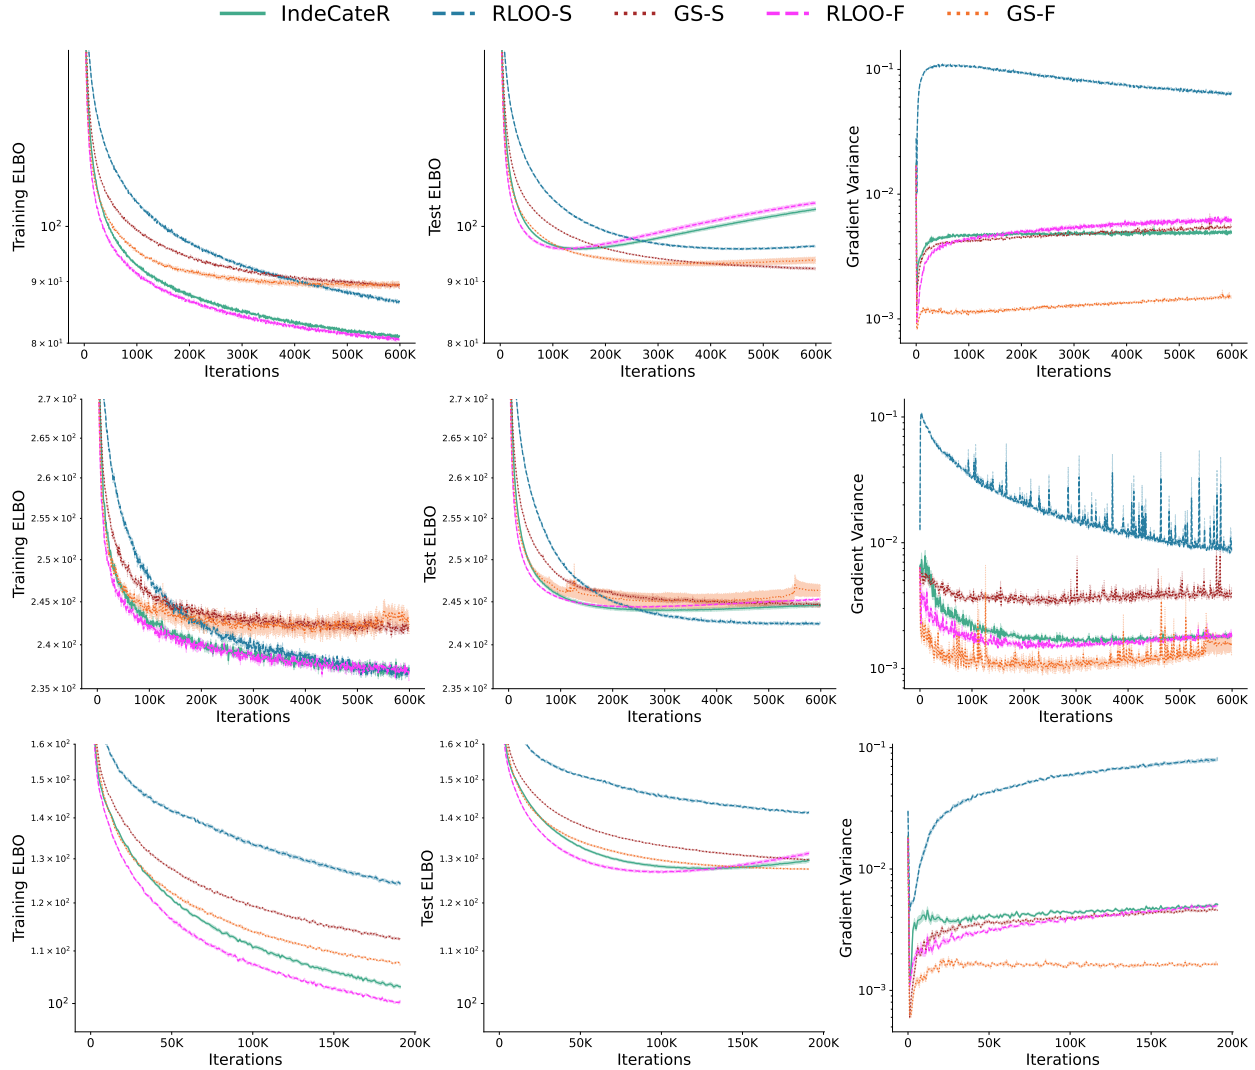 IndeCateR RLOO-S GS-S RLOO-F GS-F
Training ELBO
10²
9 × 10¹
8 × 10¹
0 100K 200K 300K 400K 500K 600K
Iterations
Test ELBO
10²
9 × 10¹
8 × 10¹
0 100K 200K 300K 400K 500K 600K
Iterations
Gradient Variance
10⁻¹
10⁻²
10⁻³
0 100K 200K 300K 400K 500K 600K
Iterations
Training ELBO
2.7 × 10²
2.65 × 10²
2.6 × 10²
2.55 × 10²
2.5 × 10²
2.45 × 10²
2.4 × 10²
2.35 × 10²
0 100K 200K 300K 400K 500K 600K
Iterations
Test ELBO
2.7 × 10²
2.65 × 10²
2.6 × 10²
2.55 × 10²
2.5 × 10²
2.45 × 10²
2.4 × 10²
2.35 × 10²
0 100K 200K 300K 400K 500K 600K
Iterations
Gradient Variance
10⁻¹
10⁻²
10⁻³
0 100K 200K 300K 400K 500K 600K
Iterations
Training ELBO
1.6 × 10²
1.5 × 10²
1.4 × 10²
1.3 × 10²
1.2 × 10²
1.1 × 10²
10²
0 50K 100K 150K 200K
Iterations
Test ELBO
1.6 × 10²
1.5 × 10²
1.4 × 10²
1.3 × 10²
1.2 × 10²
1.1 × 10²
10²
0 50K 100K 150K 200K
Iterations
Gradient Variance
10⁻¹
10⁻²
10⁻³
0 50K 100K 150K 200K
Iterations